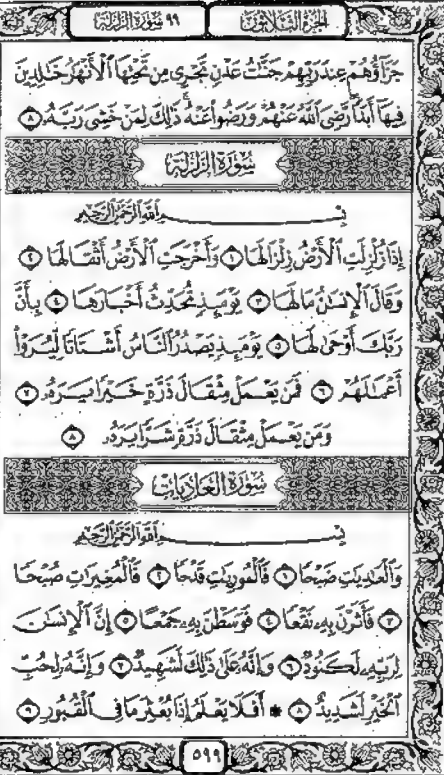 الجزء الثلاثون ٩٩ سورة الزلزلة
جَزَآؤُهُمْ عِندَ رَبِّهِمْ جَنَّٰتُ عَدْنٍ تَجْرِى مِن تَحْتِهَا ٱلْأَنْهَٰرُ خَٰلِدِينَ
فِيهَآ أَبَدًا رَّضِىَ ٱللَّهُ عَنْهُمْ وَرَضُوا۟ عَنْهُ ذَٰلِكَ لِمَنْ خَشِىَ رَبَّهُۥ ٨
سُورَةُ الزَّلْزَلَةِ
بِسْمِ ٱللَّهِ ٱلرَّحْمَٰنِ ٱلرَّحِيمِ
إِذَا زُلْزِلَتِ ٱلْأَرْضُ زِلْزَالَهَا ١ وَأَخْرَجَتِ ٱلْأَرْضُ أَثْقَالَهَا ٢
وَقَالَ ٱلْإِنسَٰنُ مَا لَهَا ٣ يَوْمَئِذٍ تُحَدِّثُ أَخْبَارَهَا ٤ بِأَنَّ
رَبَّكَ أَوْحَىٰ لَهَا ٥ يَوْمَئِذٍ يَصْدُرُ ٱلنَّاسُ أَشْتَاتًا لِّيُرَوْا۟
أَعْمَٰلَهُمْ ٦ فَمَن يَعْمَلْ مِثْقَالَ ذَرَّةٍ خَيْرًا يَرَهُۥ ٧
وَمَن يَعْمَلْ مِثْقَالَ ذَرَّةٍ شَرًّا يَرَهُۥ ٨
سُورَةُ العَادِيَاتِ
بِسْمِ ٱللَّهِ ٱلرَّحْمَٰنِ ٱلرَّحِيمِ
وَٱلْعَٰدِيَٰتِ ضَبْحًا ١ فَٱلْمُورِيَٰتِ قَدْحًا ٢ فَٱلْمُغِيرَٰتِ صُبْحًا
٣ فَأَثَرْنَ بِهِۦ نَقْعًا ٤ فَوَسَطْنَ بِهِۦ جَمْعًا ٥ إِنَّ ٱلْإِنسَٰنَ
لِرَبِّهِۦ لَكَنُودٌ ٦ وَإِنَّهُۥ عَلَىٰ ذَٰلِكَ لَشَهِيدٌ ٧ وَإِنَّهُۥ لِحُبِّ
ٱلْخَيْرِ لَشَدِيدٌ ٨ * أَفَلَا يَعْلَمُ إِذَا بُعْثِرَ مَا فِى ٱلْقُبُورِ ٩
٥٩٩